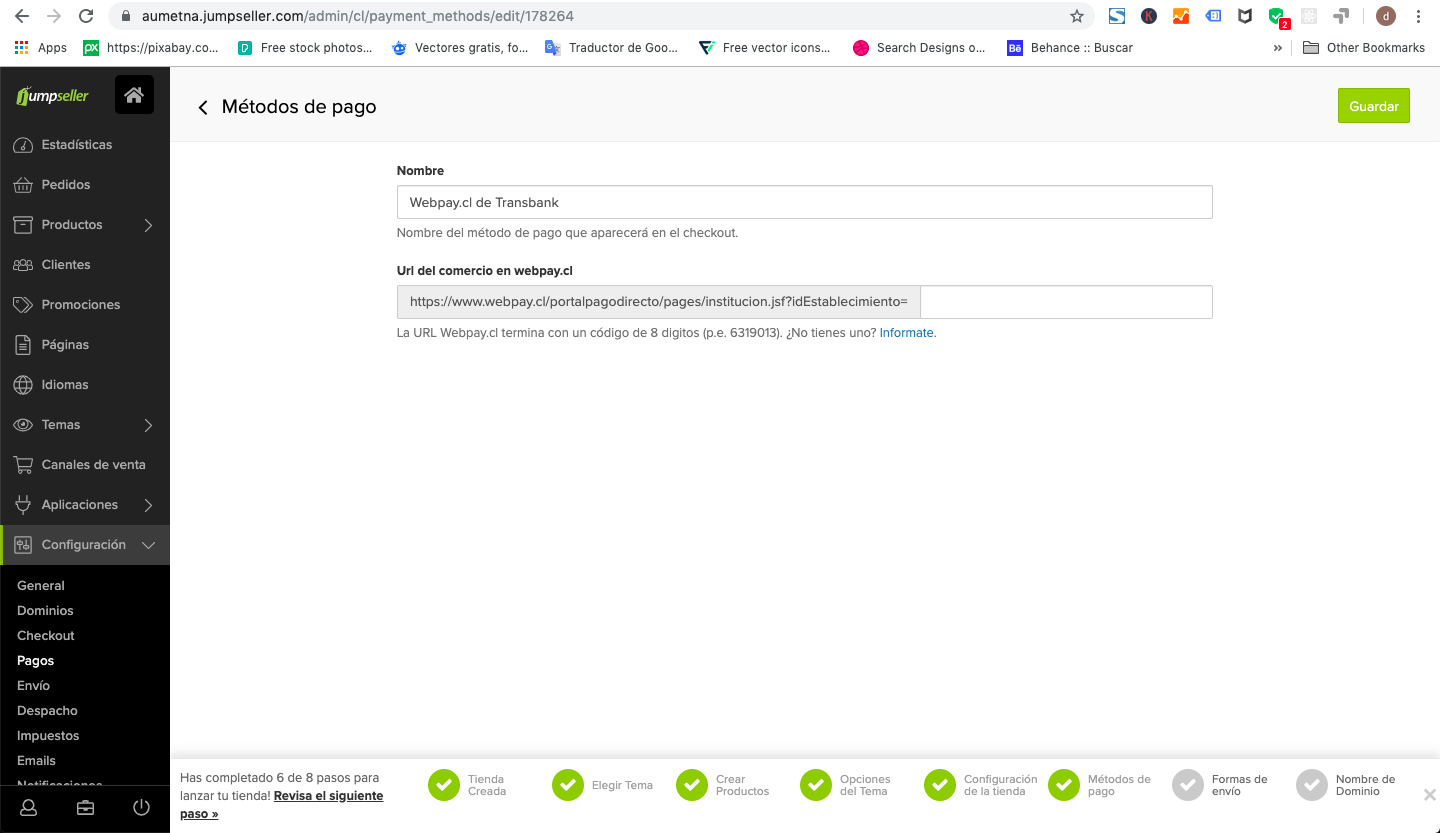 aumetna.jumpseller.com/admin/cl/payment_methods/edit/178264
2
d
Apps
https://pixabay.co...
Free stock photos...
Vectores gratis, fo...
Traductor de Goo...
Free vector icons...
Search Designs o...
Behance :: Buscar
»
Other Bookmarks
jumpseller
Métodos de pago
Guardar
Estadísticas
Pedidos
Productos
Clientes
Promociones
Páginas
Idiomas
Temas
Canales de venta
Aplicaciones
Configuración
General
Dominios
Checkout
Pagos
Envío
Despacho
Impuestos
Emails
Notificaciones
Nombre
Webpay.cl de Transbank
Nombre del método de pago que aparecerá en el checkout.
Url del comercio en webpay.cl
https://www.webpay.cl/portalpagodirecto/pages/institucion.jsf?idEstablecimiento=
La URL Webpay.cl termina con un código de 8 digitos (p.e. 6319013). ¿No tienes uno? Informate.
Has completado 6 de 8 pasos para
lanzar tu tienda! Revisa el siguiente
paso »
Tienda
Creada
Elegir Tema
Crear
Productos
Opciones
del Tema
Configuración
de la tienda
Métodos de
pago
Formas de
envío
Nombre de
Dominio